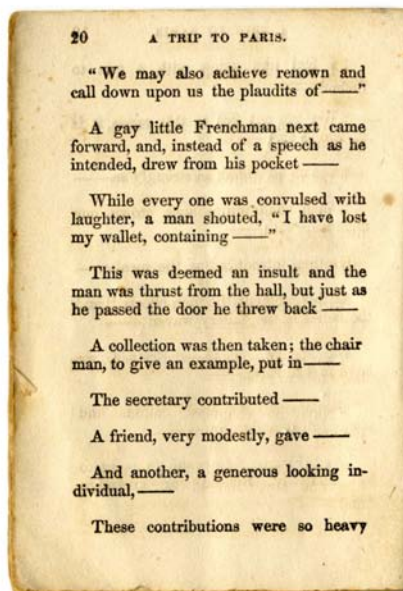 20 A TRIP TO PARIS.
“We may also achieve renown and
call down upon us the plaudits of——”
A gay little Frenchman next came
forward, and, instead of a speech as he
intended, drew from his pocket ——
While every one was convulsed with
laughter, a man shouted, “I have lost
my wallet, containing ——”
This was deemed an insult and the
man was thrust from the hall, but just as
he passed the door he threw back ——
A collection was then taken; the chair
man, to give an example, put in——
The secretary contributed ——
A friend, very modestly, gave ——
And another, a generous looking in-
dividual,——
These contributions were so heavy